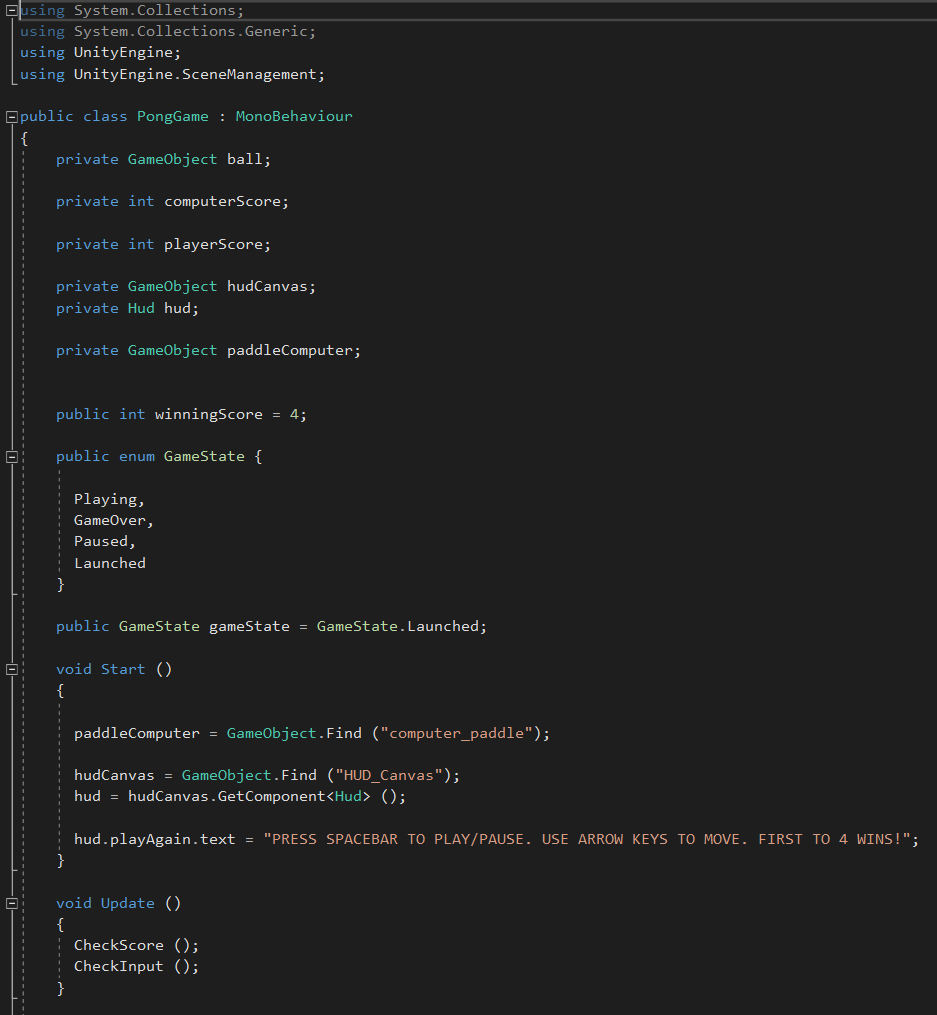 using System.Collections;
using System.Collections.Generic;
using UnityEngine;
using UnityEngine.SceneManagement;
public class PongGame : MonoBehaviour
{
private GameObject ball;
private int computerScore;
private int playerScore;
private GameObject hudCanvas;
private Hud hud;
private GameObject paddleComputer;
public int winningScore = 4;
public enum GameState {
Playing,
GameOver,
Paused,
Launched
}
public GameState gameState = GameState.Launched;
void Start ()
{
paddleComputer = GameObject.Find ("computer_paddle");
hudCanvas = GameObject.Find ("HUD_Canvas");
hud = hudCanvas.GetComponent<Hud> ();
hud.playAgain.text = "PRESS SPACEBAR TO PLAY/PAUSE. USE ARROW KEYS TO MOVE. FIRST TO 4 WINS!";
}
void Update ()
{
CheckScore ();
CheckInput ();
}